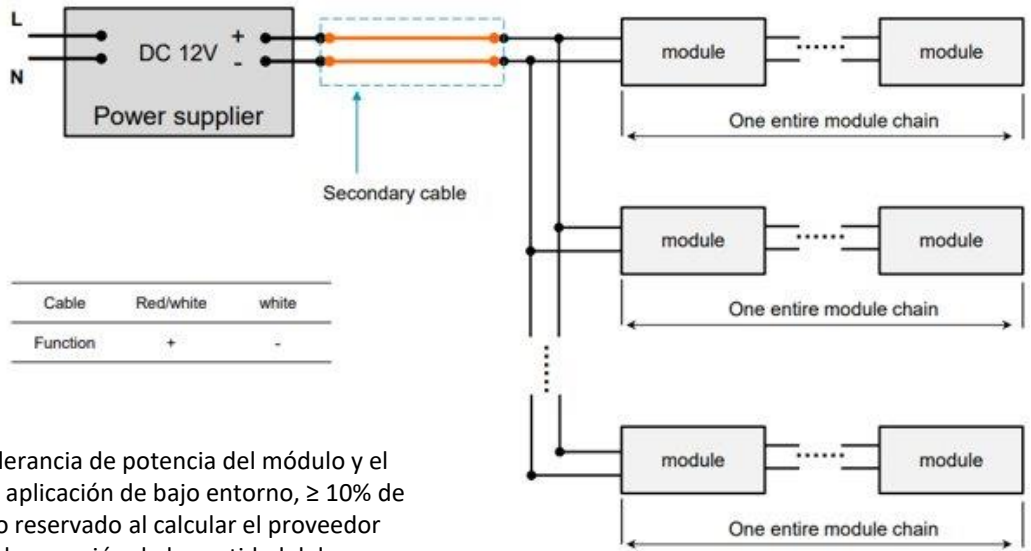 L
N
DC 12V
+
-
Power supplier
Secondary cable
module
module
One entire module chain
module
module
One entire module chain
module
module
One entire module chain
Cable Red/white white
Function + -
lerancia de potencia del módulo y el
aplicación de bajo entorno, ≥ 10% de
o reservado al calcular el proveedor